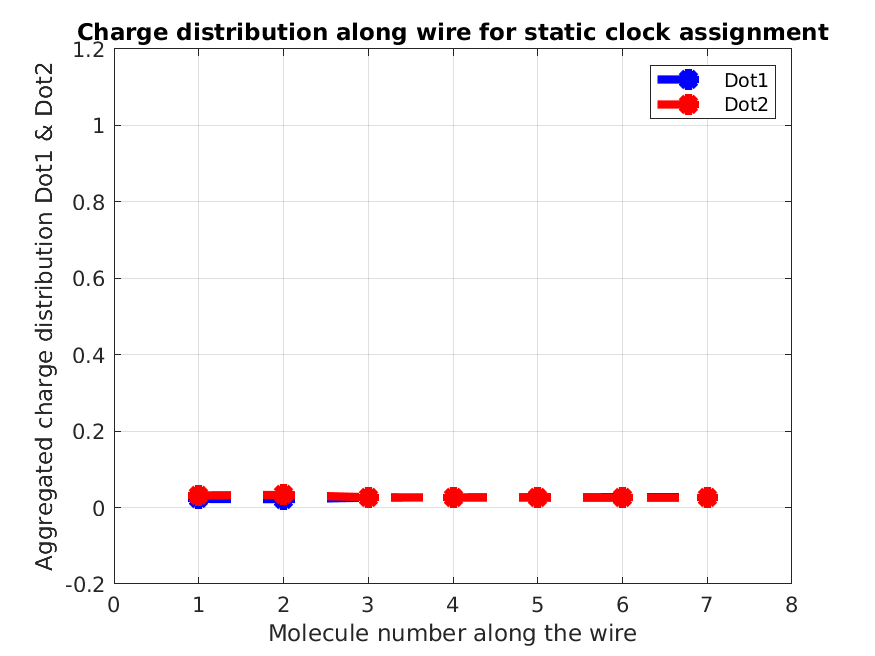 Charge distribution along wire for static clock assignment
Aggregated charge distribution Dot1 & Dot2
1.2
1
0.8
0.6
0.4
0.2
0
-0.2
0 1 2 3 4 5 6 7 8
Molecule number along the wire
Dot1
Dot2